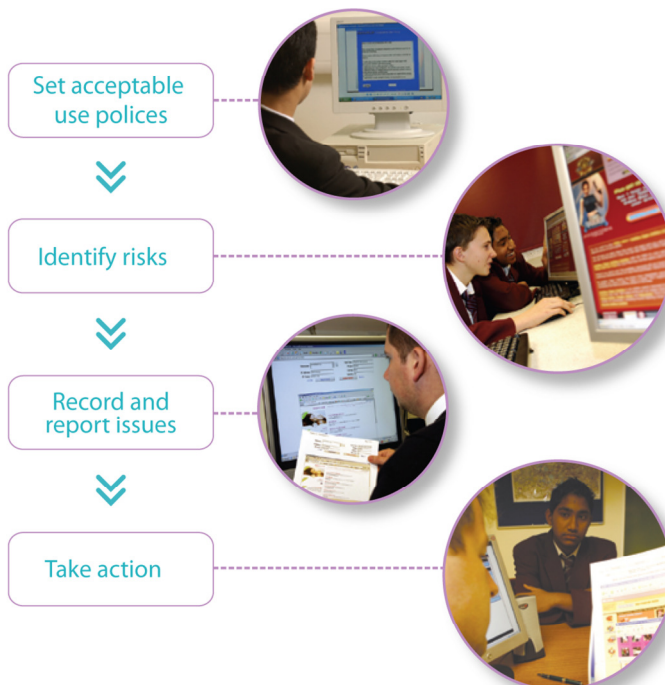 Set acceptable
use polices
Identify risks
Record and
report issues
Take action